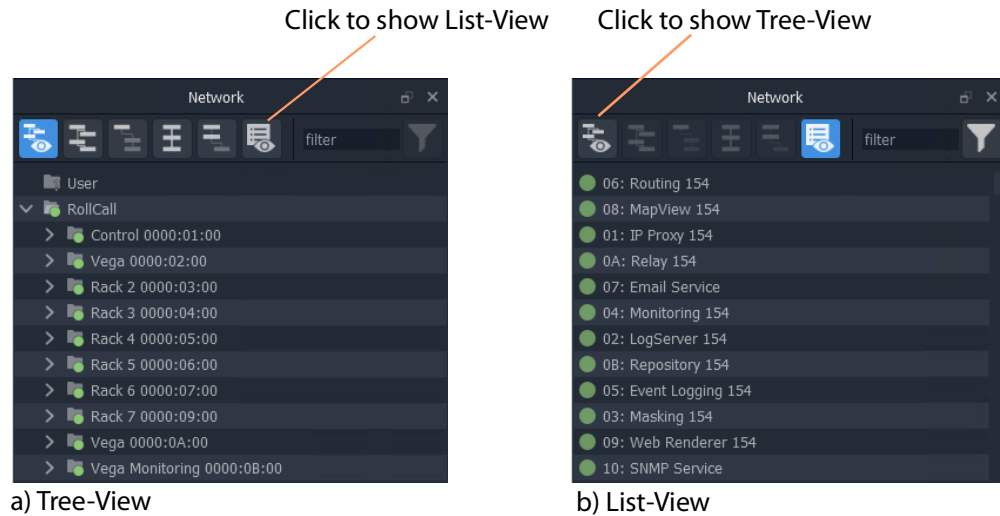 Click to show List-View
Click to show Tree-View
Network
filter
User
RollCall
Control 0000:01:00
Vega 0000:02:00
Rack 2 0000:03:00
Rack 3 0000:04:00
Rack 4 0000:05:00
Rack 5 0000:06:00
Rack 6 0000:07:00
Rack 7 0000:09:00
Vega 0000:0A:00
Vega Monitoring 0000:0B:00
a) Tree-View
Network
filter
06: Routing 154
08: MapView 154
01: IP Proxy 154
0A: Relay 154
07: Email Service
04: Monitoring 154
02: LogServer 154
0B: Repository 154
05: Event Logging 154
03: Masking 154
09: Web Renderer 154
10: SNMP Service
b) List-View